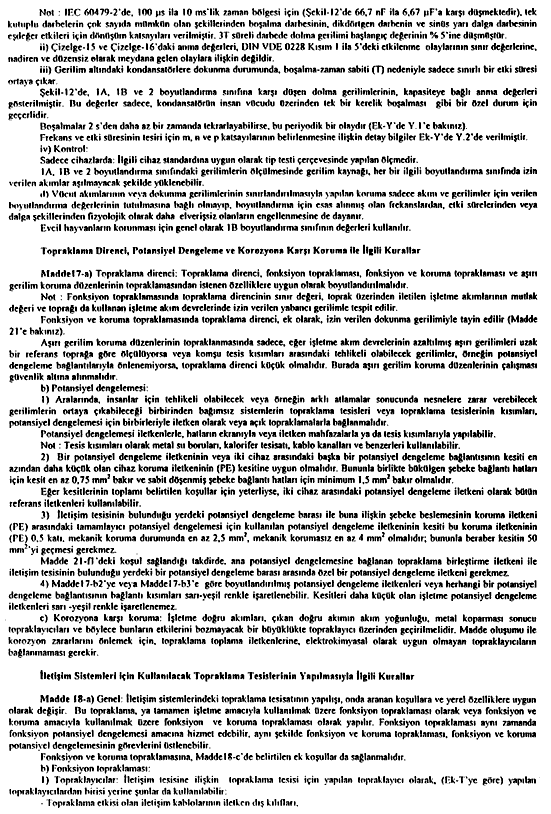 Not : IEC 60479-2'de, 100 µs ila 10 ms'lik zaman bölgesi için (Şekil-12'de 66,7 nF ila 6,67 µF'a karşı düşmektedir), tek
kutuplu darbelerin çok sayıda mümkün olan şekillerinden boşalma darbesinin, dikdörtgen darbenin ve sinüs yarı dalga darbesinin
eşdeğer etkileri için dönüşüm katsayıları verilmiştir. 3T süreli darbede dolma gerilimi başlangıç değerinin % 5'ine düşmüştür.
ii) Çizelge-15 ve Çizelge-16'daki anma değerleri, DIN VDE 0228 Kısım 1 ila 5'deki etkilenme olaylarının sınır değerlerine,
nadiren ve düzensiz olarak meydana gelen olaylara ilişkin değildir.
iii) Gerilim altındaki kondansatörlere dokunma durumunda, boşalma-zaman sabiti (T) nedeniyle sadece sınırlı bir etki süresi
ortaya çıkar.
Şekil-12'de, 1A, 1B ve 2 boyutlandırma sınıfına karşı düşen dolma gerilimlerinin, kapasiteye bağlı anma değerleri
gösterilmiştir. Bu değerler sadece, kondansatörün insan vücudu üzerinden tek bir kerelik boşalması gibi bir özel durum için
geçerlidir.
Boşalmalar 2 s'den daha az bir zamanda tekrarlayabilirse, bu periyodik bir olaydır (Ek-Y'de Y.1'e bakınız).
Frekans ve etki süresinin tesiri için m, n ve p katsayılarının belirlenmesine ilişkin detay bilgiler Ek-Y'de Y.2'de verilmiştir.
iv) Kontrol:
Sadece cihazlarda: İlgili cihaz standardına uygun olarak tip testi çerçevesinde yapılan ölçmedir.
1A, 1B ve 2 boyutlandırma sınıfındaki gerilimlerin ölçülmesinde gerilim kaynağı, her bir ilgili boyutlandırma sınıfında izin
verilen akımlar aşılmayacak şekilde yüklenebilir.
d) Vücut akımlarının veya dokunma gerilimlerinin sınırlandırılmasıyla yapılan koruma sadece akım ve gerilimler için verilen
boyutlandırma değerlerinin tutulmasına bağlı olmayıp, boyutlandırma için esas alınmış olan frekanslardan, etki sürelerinden veya
dalga şekillerinden fizyolojik olarak daha elverişsiz olanların engellenmesine de dayanır.
Evcil hayvanların korunması için genel olarak 1B boyutlandırma sınıfının değerleri kullanılır.
Topraklama Direnci, Potansiyel Dengeleme ve Korozyona Karşı Koruma ile İlgili Kurallar
Madde17-a) Topraklama direnci: Topraklama direnci, fonksiyon topraklaması, fonksiyon ve koruma topraklaması ve aşırı
gerilim koruma düzenlerinin topraklamasından istenen özelliklere uygun olarak boyutlandırılmalıdır.
Not : Fonksiyon topraklamasında topraklama direncinin sınır değeri, toprak üzerinden iletilen işletme akımlarının mutlak
değeri ve toprağı da kullanan işletme akım devrelerinde izin verilen yabancı gerilimle tespit edilir.
Fonksiyon ve koruma topraklamasında topraklama direnci, ek olarak, izin verilen dokunma gerilimiyle tayin edilir (Madde
21'e bakınız).
Aşırı gerilim koruma düzenlerinin topraklanmasında sadece, eğer işletme akım devrelerinin azaltılmış aşırı gerilimleri uzak
bir referans toprağa göre ölçülüyorsa veya komşu tesis kısımları arasındaki tehlikeli olabilecek gerilimler, örneğin potansiyel
dengeleme bağlantılarıyla önlenemiyorsa, topraklama direnci küçük olmalıdır. Burada aşırı gerilim koruma düzenlerinin çalışması
güvenlik altına alınmalıdır.
b) Potansiyel dengelemesi:
1) Aralarında, insanlar için tehlikeli olabilecek veya örneğin arklı atlamalar sonucunda nesnelere zarar verebilecek
gerilimlerin ortaya çıkabileceği birbirinden bağımsız sistemlerin topraklama tesisleri veya topraklama tesislerinin kısımları,
potansiyel dengelemesi için birbirleriyle iletken olarak veya açık topraklamalarla bağlanmalıdır.
Potansiyel dengelemesi iletkenlerle, hatların ekranıyla veya iletken mahfazalarla ya da tesis kısımlarıyla yapılabilir.
Not : Tesis kısımları olarak metal su boruları, kalorifer tesisatı, kablo kanalları ve benzerleri kullanılabilir.
2) Bir potansiyel dengeleme iletkeninin veya iki cihaz arasındaki başka bir potansiyel dengeleme bağlantısının kesiti en
azından daha küçük olan cihaz koruma iletkeninin (PE) kesitine uygun olmalıdır. Bununla birlikte bükülgen şebeke bağlantı hatları
için kesit en az 0,75 mm² bakır ve sabit döşenmiş şebeke bağlantı hatları için minimum 1,5 mm² bakır olmalıdır.
Eğer kesitlerinin toplamı belirtilen koşullar için yeterliyse, iki cihaz arasındaki potansiyel dengeleme iletkeni olarak bütün
referans iletkenleri kullanılabilir.
3) İletişim tesisinin bulunduğu yerdeki potansiyel dengeleme barası ile buna ilişkin şebeke beslemesinin koruma iletkeni
(PE) arasındaki tamamlayıcı potansiyel dengelemesi için kullanılan potansiyel dengeleme iletkeninin kesiti bu koruma iletkeninin
(PE) 0,5 katı, mekanik koruma durumunda en az 2,5 mm², mekanik korumasız en az 4 mm² olmalıdır; bununla beraber kesitin 50
mm²'yi geçmesi gerekmez.
Madde 21-f1'deki koşul sağlandığı takdirde, ana potansiyel dengelemesine bağlanan topraklama birleştirme iletkeni ile
iletişim tesisinin bulunduğu yerdeki bir potansiyel dengeleme barası arasında özel bir potansiyel dengeleme iletkeni gerekmez.
4) Madde17-b2'ye veya Madde17-b3'e göre boyutlandırılmış potansiyel dengeleme iletkenleri veya herhangi bir potansiyel
dengeleme bağlantısının bağlantı kısımları sarı-yeşil renkle işaretlenebilir. Kesitleri daha küçük olan işletme potansiyel dengeleme
iletkenleri sarı -yeşil renkle işaretlenemez.
c) Korozyona karşı koruma: İşletme doğru akımları, çıkan doğru akımın akım yoğunluğu, metal koparması sonucu
topraklayıcıları ve böylece bunların etkilerini bozmayacak bir büyüklükte topraklayıcı üzerinden geçirilmelidir. Madde oluşumu ile
korozyon zararlarını önlemek için, topraklama toplama iletkenlerine, elektrokimyasal olarak uygun olmayan topraklayıcıların
bağlanmaması gerekir.
İletişim Sistemleri için Kullanılacak Topraklama Tesislerinin Yapılmasıyla İlgili Kurallar
Madde 18-a) Genel: İletişim sistemlerindeki topraklama tesisatının yapılışı, onda aranan koşullara ve yerel özelliklere uygun
olarak değişir. Bu topraklama, ya tamamen işletme amacıyla kullanılmak üzere fonksiyon topraklaması olarak veya fonksiyon ve
koruma amacıyla kullanılmak üzere fonksiyon ve koruma topraklaması olarak yapılır. Fonksiyon topraklaması aynı zamanda
fonksiyon potansiyel dengelemesi amacına hizmet edebilir, aynı şekilde fonksiyon ve koruma topraklaması, fonksiyon ve koruma
potansiyel dengelemesinin görevlerini üstlenebilir.
Fonksiyon ve koruma topraklamasına, Madde18-c'de belirtilen ek koşullar da sağlanmalıdır.
b) Fonksiyon topraklaması:
1) Topraklayıcılar: İletişim tesisine ilişkin topraklama tesisi için yapılan topraklayıcı olarak, (Ek-T'ye göre) yapılan
topraklayıcılardan birisi yerine şunlar da kullanılabilir:
- Topraklama etkisi olan iletişim kablolarının iletken dış kılıfları,